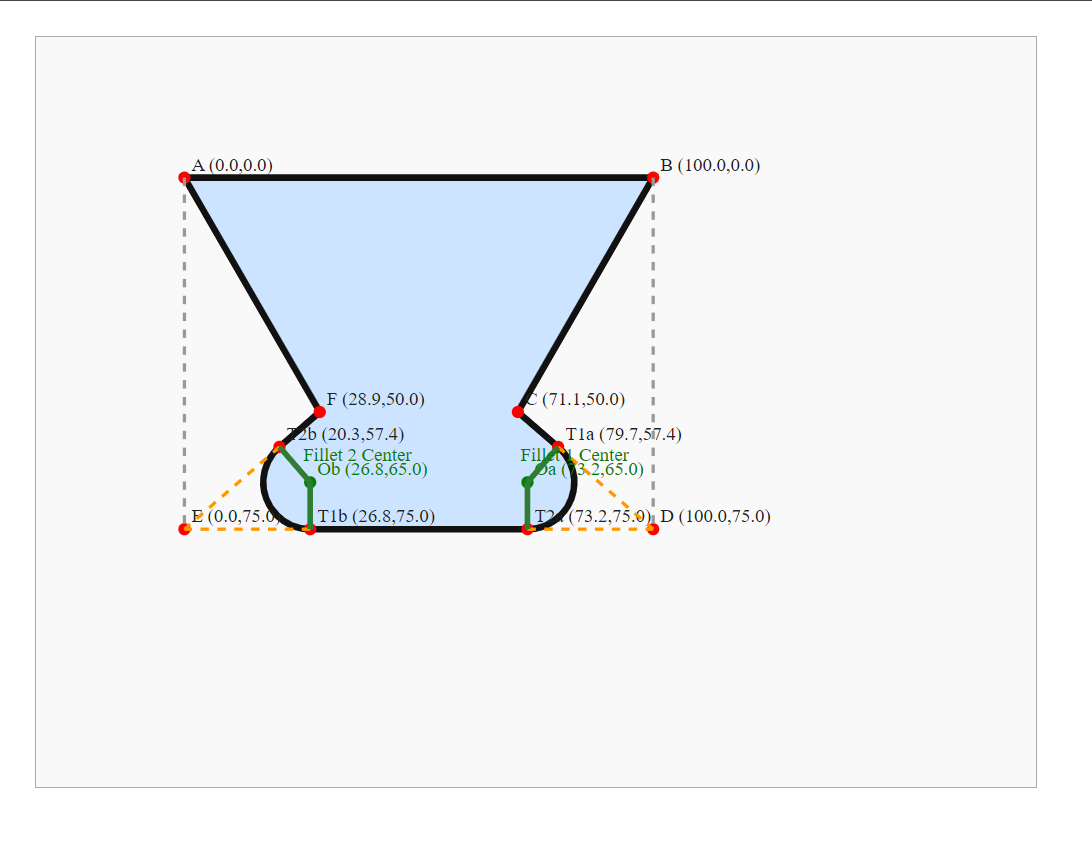 A (0.0,0.0)
B (100.0,0.0)
F (28.9,50.0)
C (71.1,50.0)
T2b (20.3,57.4)
T1a (79.7,57.4)
Fillet 2 Center
Fillet 1 Center
Ob (26.8,65.0)
Oa (73.2,65.0)
E (0.0,75.0)
T1b (26.8,75.0)
T2a (73.2,75.0)
D (100.0,75.0)